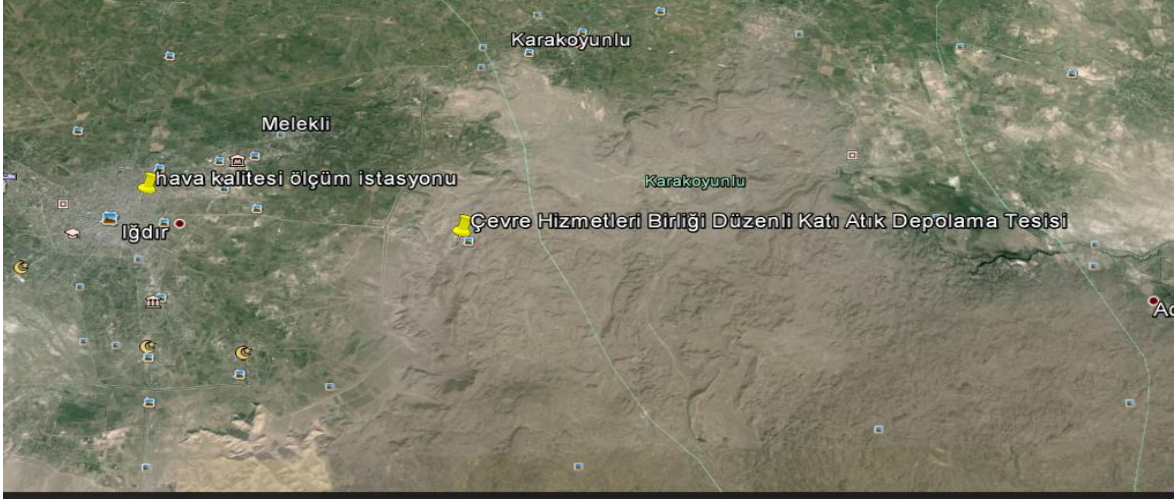 Karakoyunlu
Melekli
hava kalitesi ölçüm istasyonu
Karakoyunlu
Çevre Hizmetleri Birliği Düzenli Katı Atık Depolama Tesisi
Iğdır